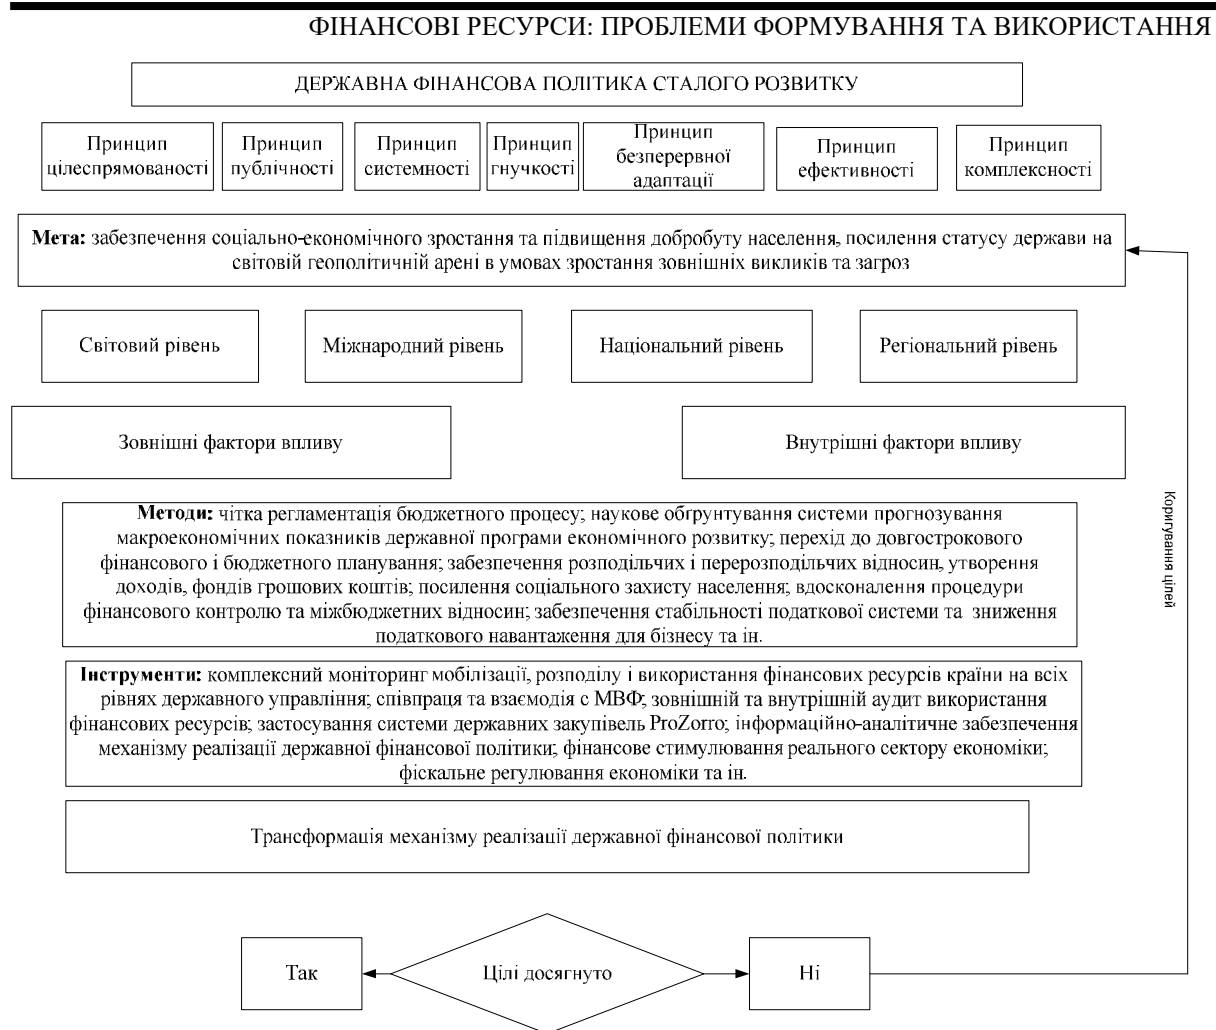 ФІНАНСОВІ РЕСУРСИ: ПРОБЛЕМИ ФОРМУВАННЯ ТА ВИКОРИСТАННЯ
ДЕРЖАВНА ФІНАНСОВА ПОЛІТИКА СТАЛОГО РОЗВИТКУ
Принцип
цілеспрямованості
Принцип
публічності
Принцип
системності
Принцип
гнучкості
Принцип
безперервної
адаптації
Принцип
ефективності
Принцип
комплексності
Мета: забезпечення соціально-економічного зростання та підвищення добробуту населення, посилення статусу держави на
світовій геополітичній арені в умовах зростання зовнішніх викликів та загроз
Світовий рівень
Міжнародний рівень
Національний рівень
Регіональний рівень
Зовнішні фактори впливу
Внутрішні фактори впливу
Методи: чітка регламентація бюджетного процесу; наукове обґрунтування системи прогнозування
макроекономічних показників державної програми економічного розвитку; перехід до довгострокового
фінансового і бюджетного планування; забезпечення розподільчих і перерозподільчих відносин, утворення
доходів, фондів грошових коштів; посилення соціального захисту населення; вдосконалення процедури
фінансового контролю та міжбюджетних відносин; забезпечення стабільності податкової системи та зниження
податкового навантаження для бізнесу та ін.
Інструменти: комплексний моніторинг мобілізації, розподілу і використання фінансових ресурсів країни на всіх
рівнях державного управління; співпраця та взаємодія с МВФ; зовнішній та внутрішній аудит використання
фінансових ресурсів; застосування системи державних закупівель ProZorro; інформаційно-аналітичне забезпечення
механізму реалізації державної фінансової політики; фінансове стимулювання реального сектору економіки;
фіскальне регулювання економіки та ін.
Трансформація механізму реалізації державної фінансової політики
Так
Цілі досягнуто
Ні
Коригування цілей